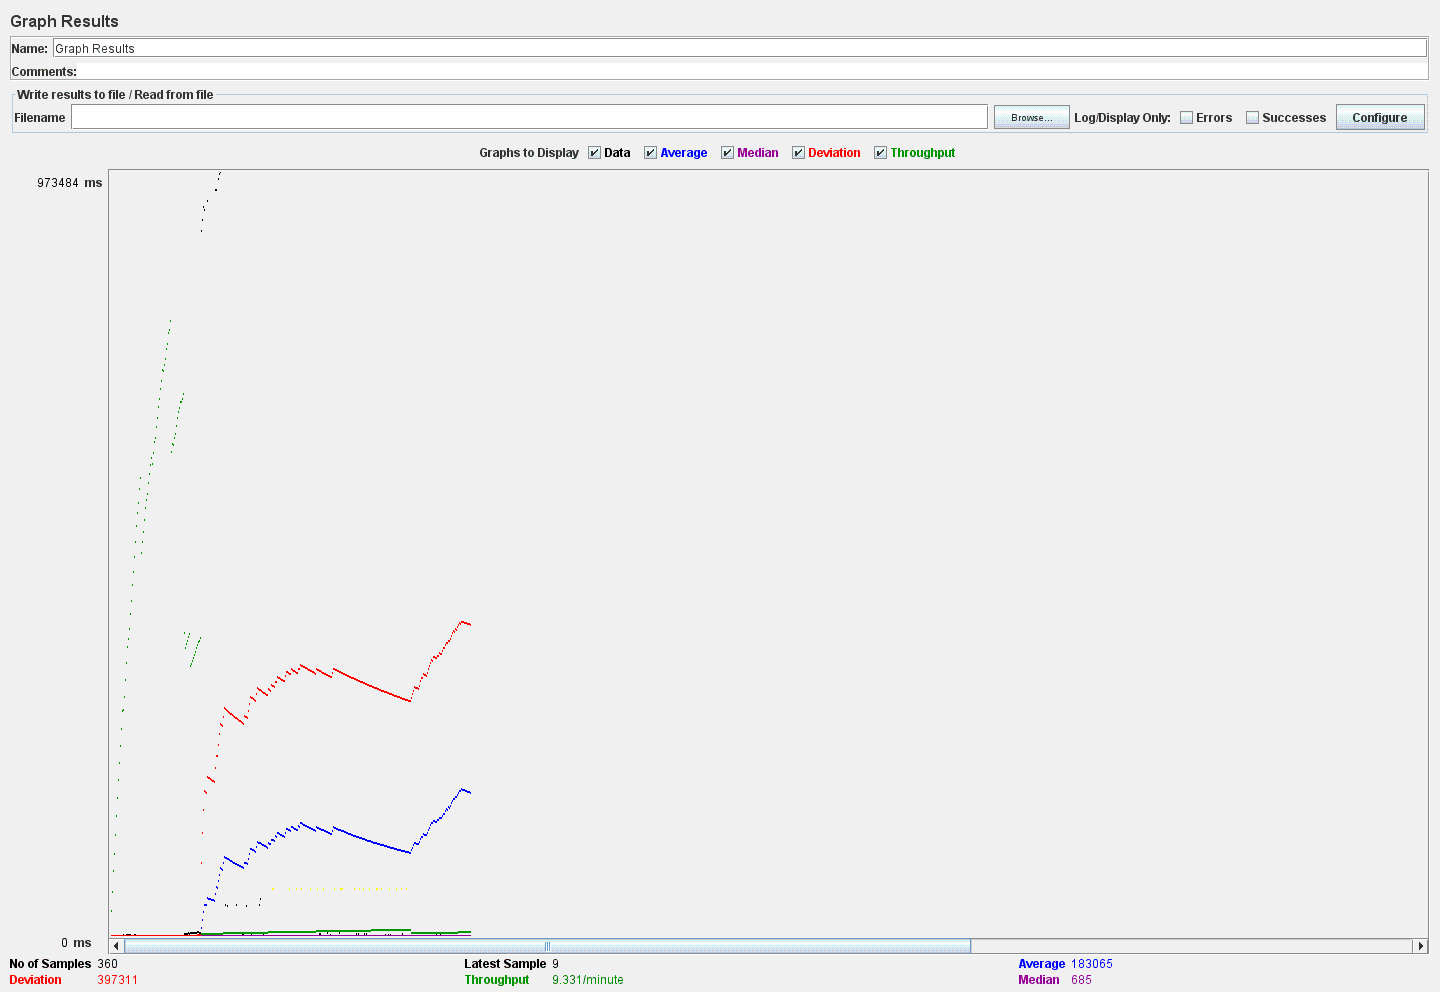 Graph Results
Name: Graph Results
Comments:
Write results to file / Read from file
Filename Browse... Log/Display Only: Errors Successes Configure
Graphs to Display Data Average Median Deviation Throughput
973484 ms
0 ms
No of Samples 360 Latest Sample 9 Average 183065
Deviation 397311 Throughput 9.331/minute Median 685